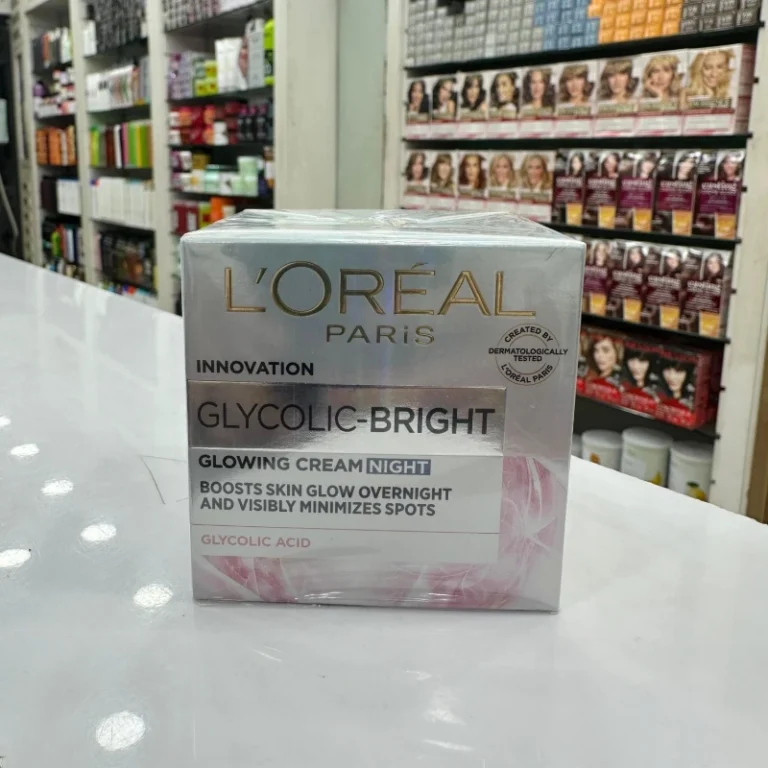 L'ORÉAL
PARiS
CREATED BY
DERMATOLOGICALLY
TESTED
L'ORÉAL PARIS
INNOVATION
GLYCOLIC-BRIGHT
GLOWING CREAM NIGHT
BOOSTS SKIN GLOW OVERNIGHT
AND VISIBLY MINIMIZES SPOTS
GLYCOLIC ACID